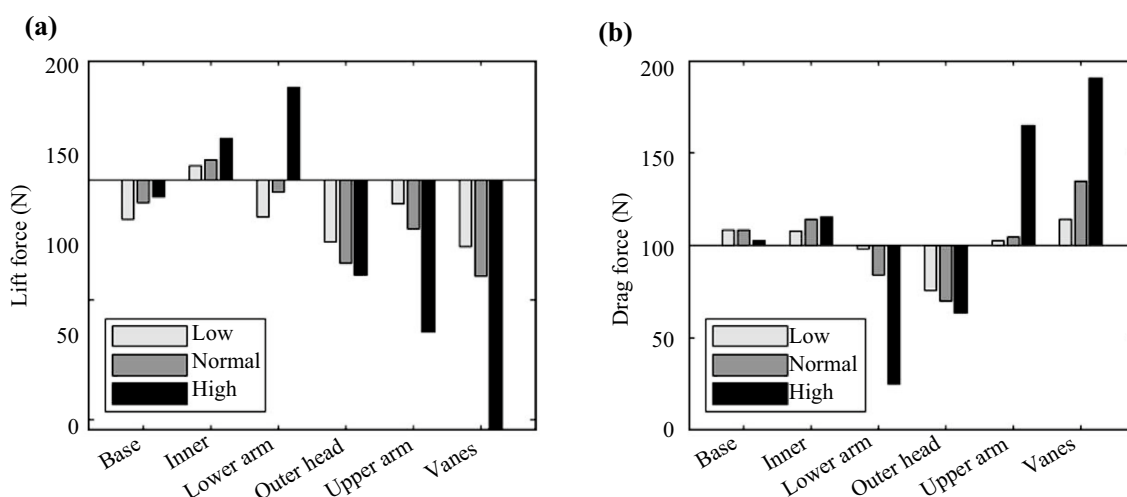 (a)
200
150
100
50
0
Lift force (N)
Low
Normal
High
Base
Inner
Lower arm
Outer head
Upper arm
Vanes
(b)
200
150
100
50
0
Drag force (N)
Low
Normal
High
Base
Inner
Lower arm
Outer head
Upper arm
Vanes